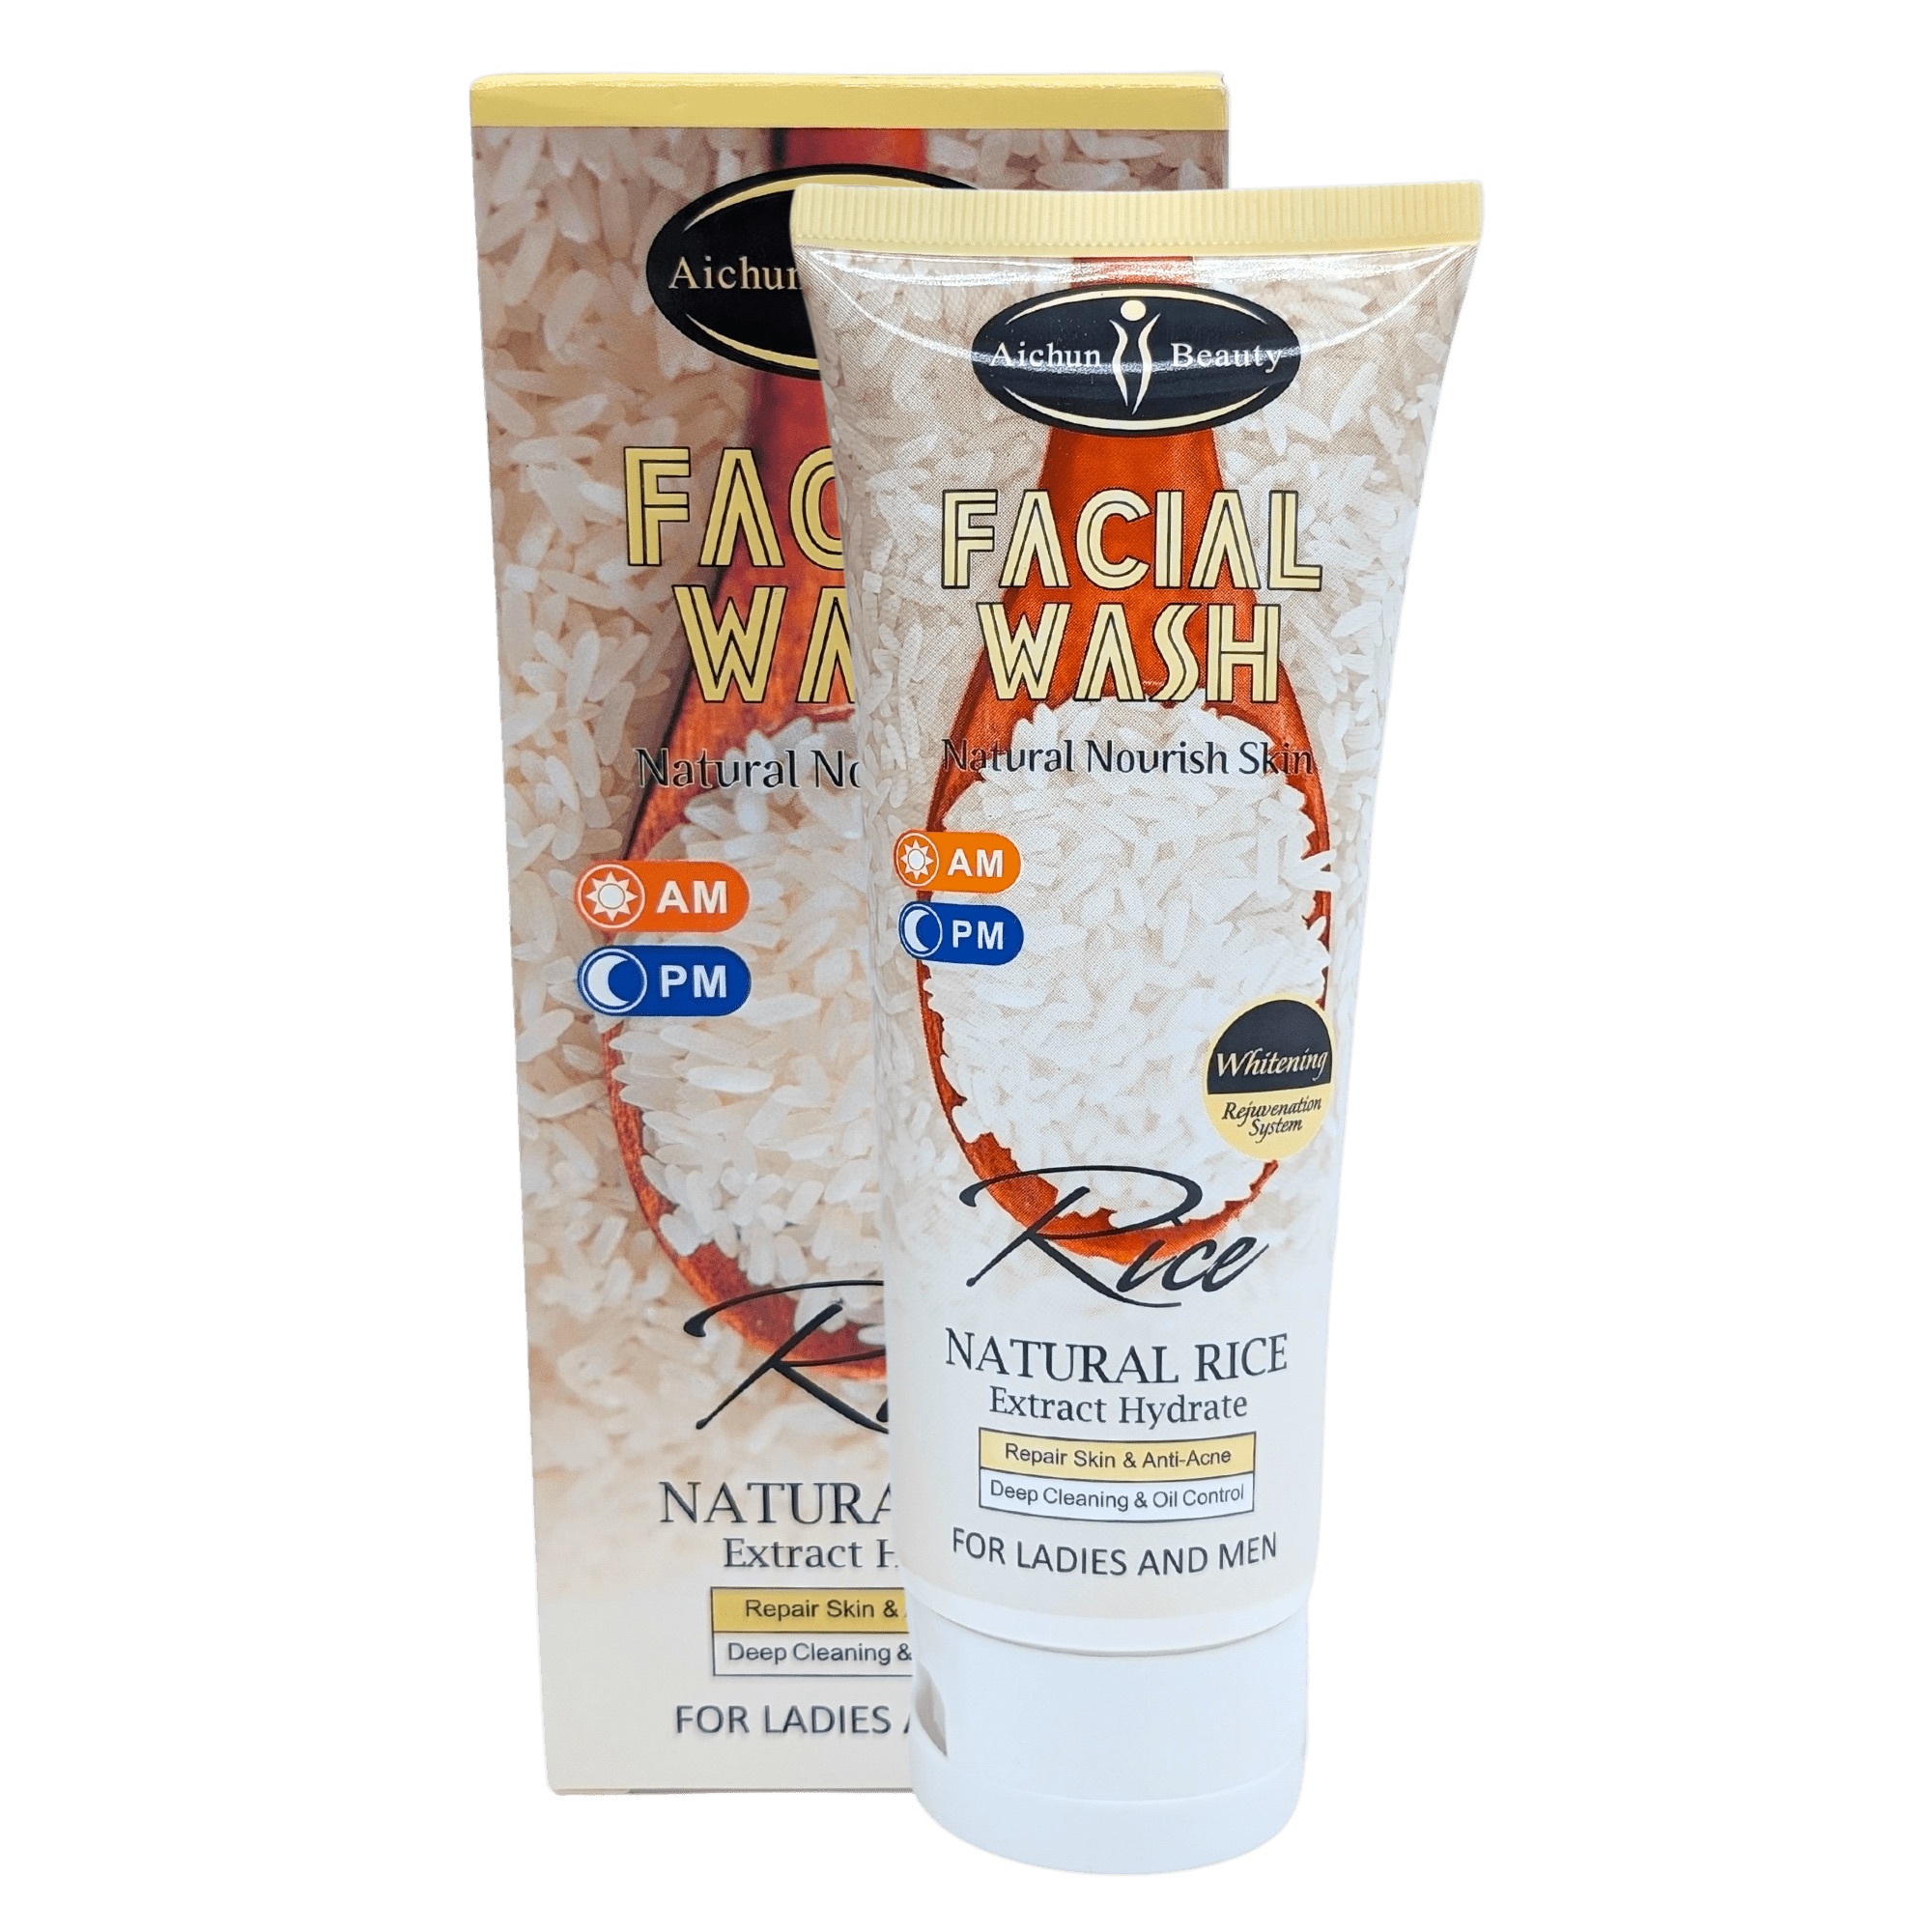 Aichun
FAC
WA
Natural No
AM
PM
NATURA
Extract H
Repair Skin &
Deep Cleaning &
FOR LADIES
Aichun Beauty
FACIAL
WASH
Natural Nourish Skin
AM
PM
Whitening
Rejuvenation
System
Rice
NATURAL RICE
Extract Hydrate
Repair Skin & Anti-Acne
Deep Cleaning & Oil Control
FOR LADIES AND MEN